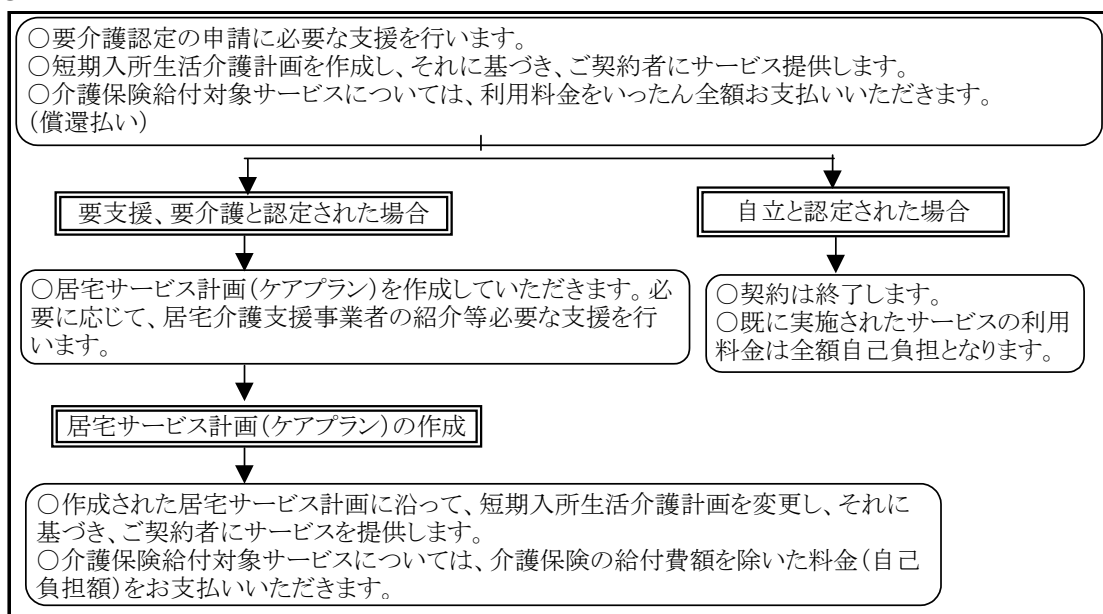 ○要介護認定の申請に必要な支援を行います。
○短期入所生活介護計画を作成し、それに基づき、ご契約者にサービス提供します。
○介護保険給付対象サービスについては、利用料金をいったん全額お支払いいただきます。
(償還払い)
要支援、要介護と認定された場合
自立と認定された場合
○居宅サービス計画(ケアプラン)を作成していただきます。必
要に応じて、居宅介護支援事業者の紹介等必要な支援を行
います。
○契約は終了します。
○既に実施されたサービスの利用
料金は全額自己負担となります。
居宅サービス計画(ケアプラン)の作成
○作成された居宅サービス計画に沿って、短期入所生活介護計画を変更し、それに
基づき、ご契約者にサービスを提供します。
○介護保険給付対象サービスについては、介護保険の給付費額を除いた料金(自己
負担額)をお支払いいただきます。